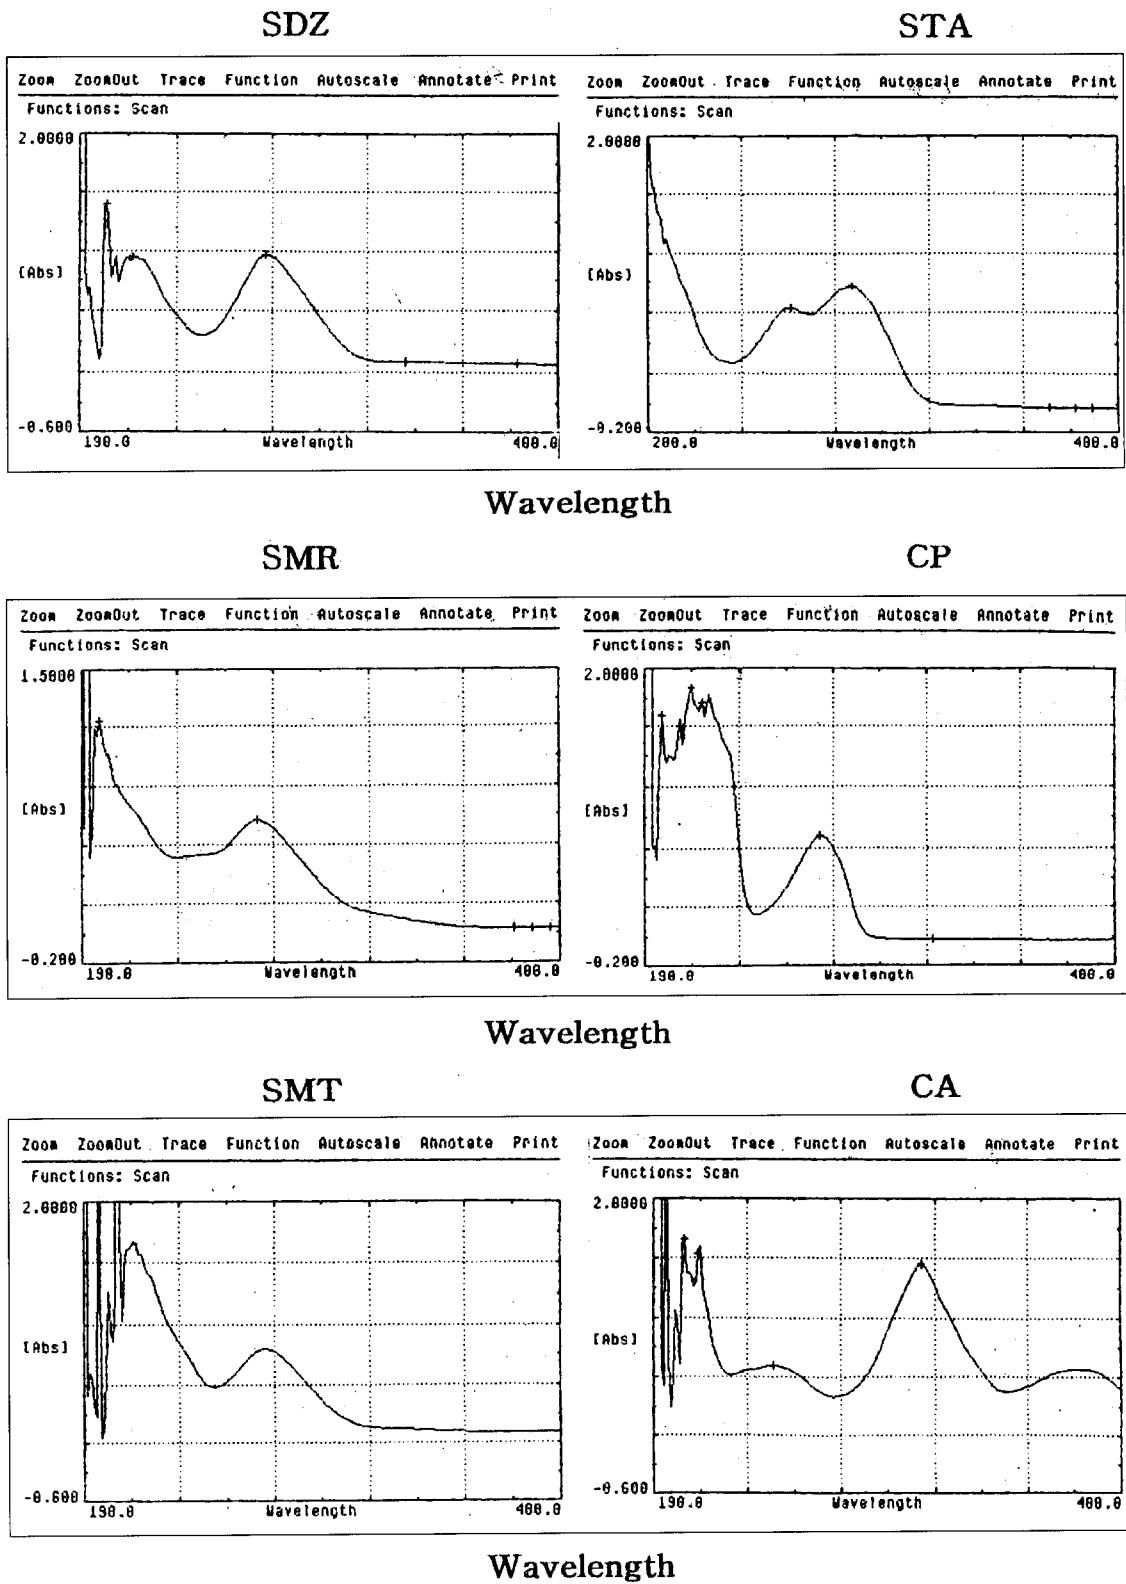 SDZ STA
Zoom ZoomOut Trace Function Autoscale Annotate Print
Functions: Scan
2.0000
[Abs]
-0.600
190.0 Wavelength 400.0
Zoom ZoomOut Trace Function Autoscale Annotate Print
Functions: Scan
2.0000
[Abs]
-0.200
200.0 Wavelength 400.0
Wavelength
SMR CP
Zoom ZoomOut Trace Function Autoscale Annotate Print
Functions: Scan
1.5000
[Abs]
-0.200
190.0 Wavelength 400.0
Zoom ZoomOut Trace Function Autoscale Annotate Print
Functions: Scan
2.0000
[Abs]
-0.200
190.0 Wavelength 400.0
Wavelength
SMT CA
Zoom ZoomOut Trace Function Autoscale Annotate Print
Functions: Scan
2.0000
[Abs]
-0.600
190.0 Wavelength 400.0
Zoom ZoomOut Trace Function Autoscale Annotate Print
Functions: Scan
2.0000
[Abs]
-0.600
190.0 Wavelength 400.0
Wavelength